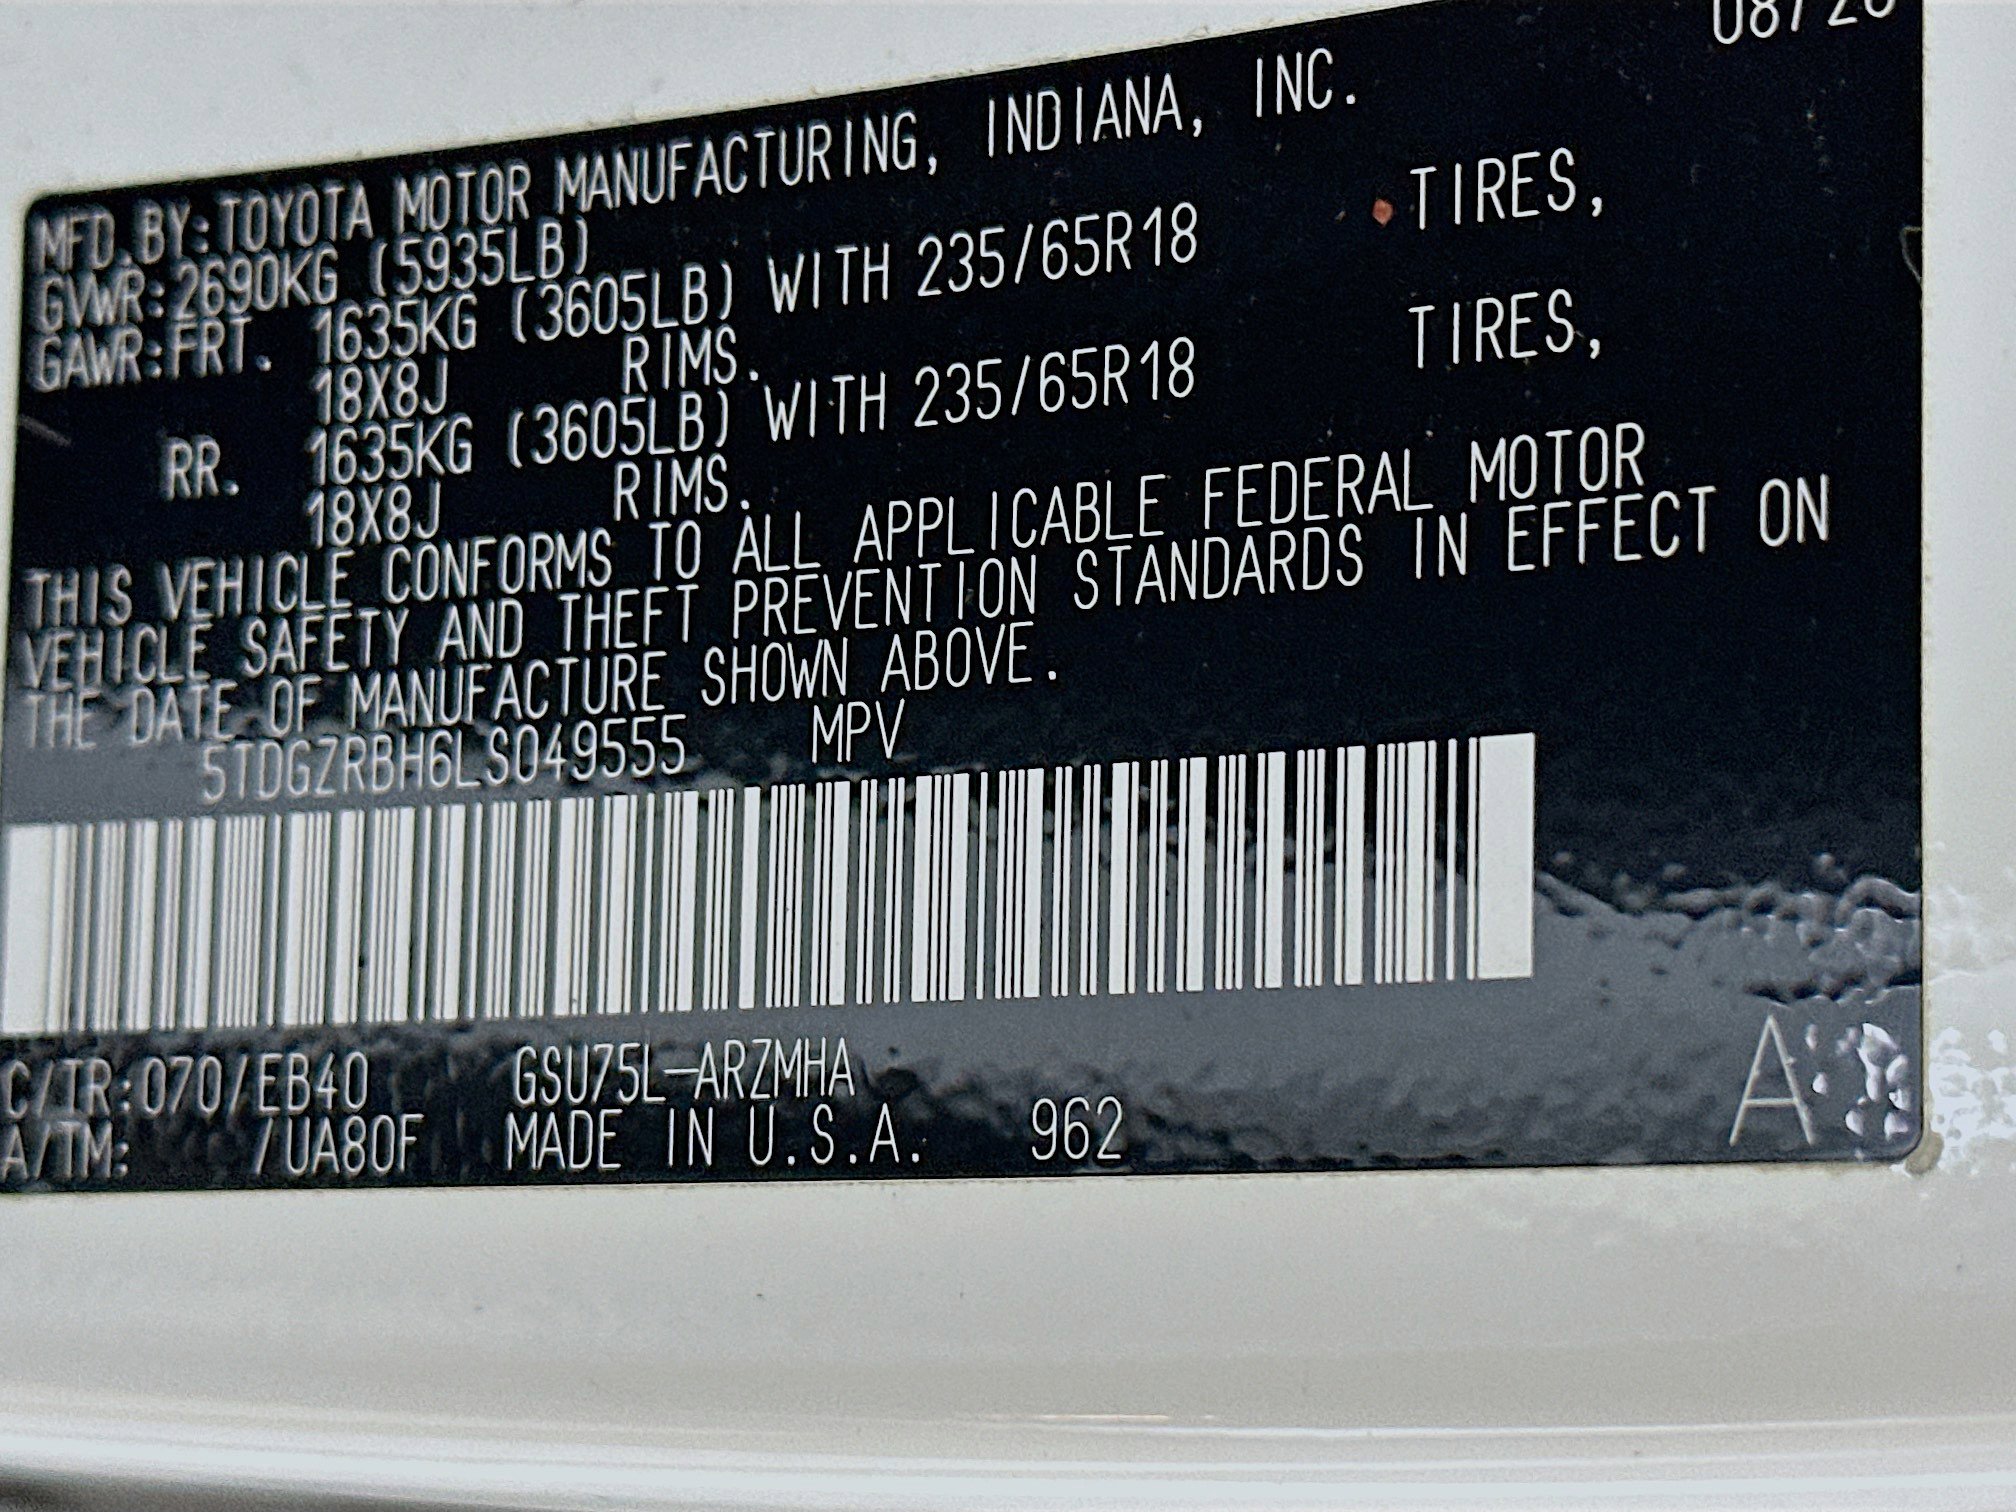 08/20
MFD.BY:TOYOTA MOTOR MANUFACTURING, INDIANA, INC.
GVWR:2690KG (5935LB)
GAWR:FRT. 1635KG (3605LB) WITH 235/65R18 TIRES,
18X8J RIMS.
RR. 1635KG (3605LB) WITH 235/65R18 TIRES,
18X8J RIMS.
THIS VEHICLE CONFORMS TO ALL APPLICABLE FEDERAL MOTOR
VEHICLE SAFETY AND THEFT PREVENTION STANDARDS IN EFFECT ON
THE DATE OF MANUFACTURE SHOWN ABOVE.
5TDGZRBH6LS049555 MPV
C/TR:070/EB40 GSU75L-ARZMHA
A/TM: /UA80F MADE IN U.S.A. 962
A